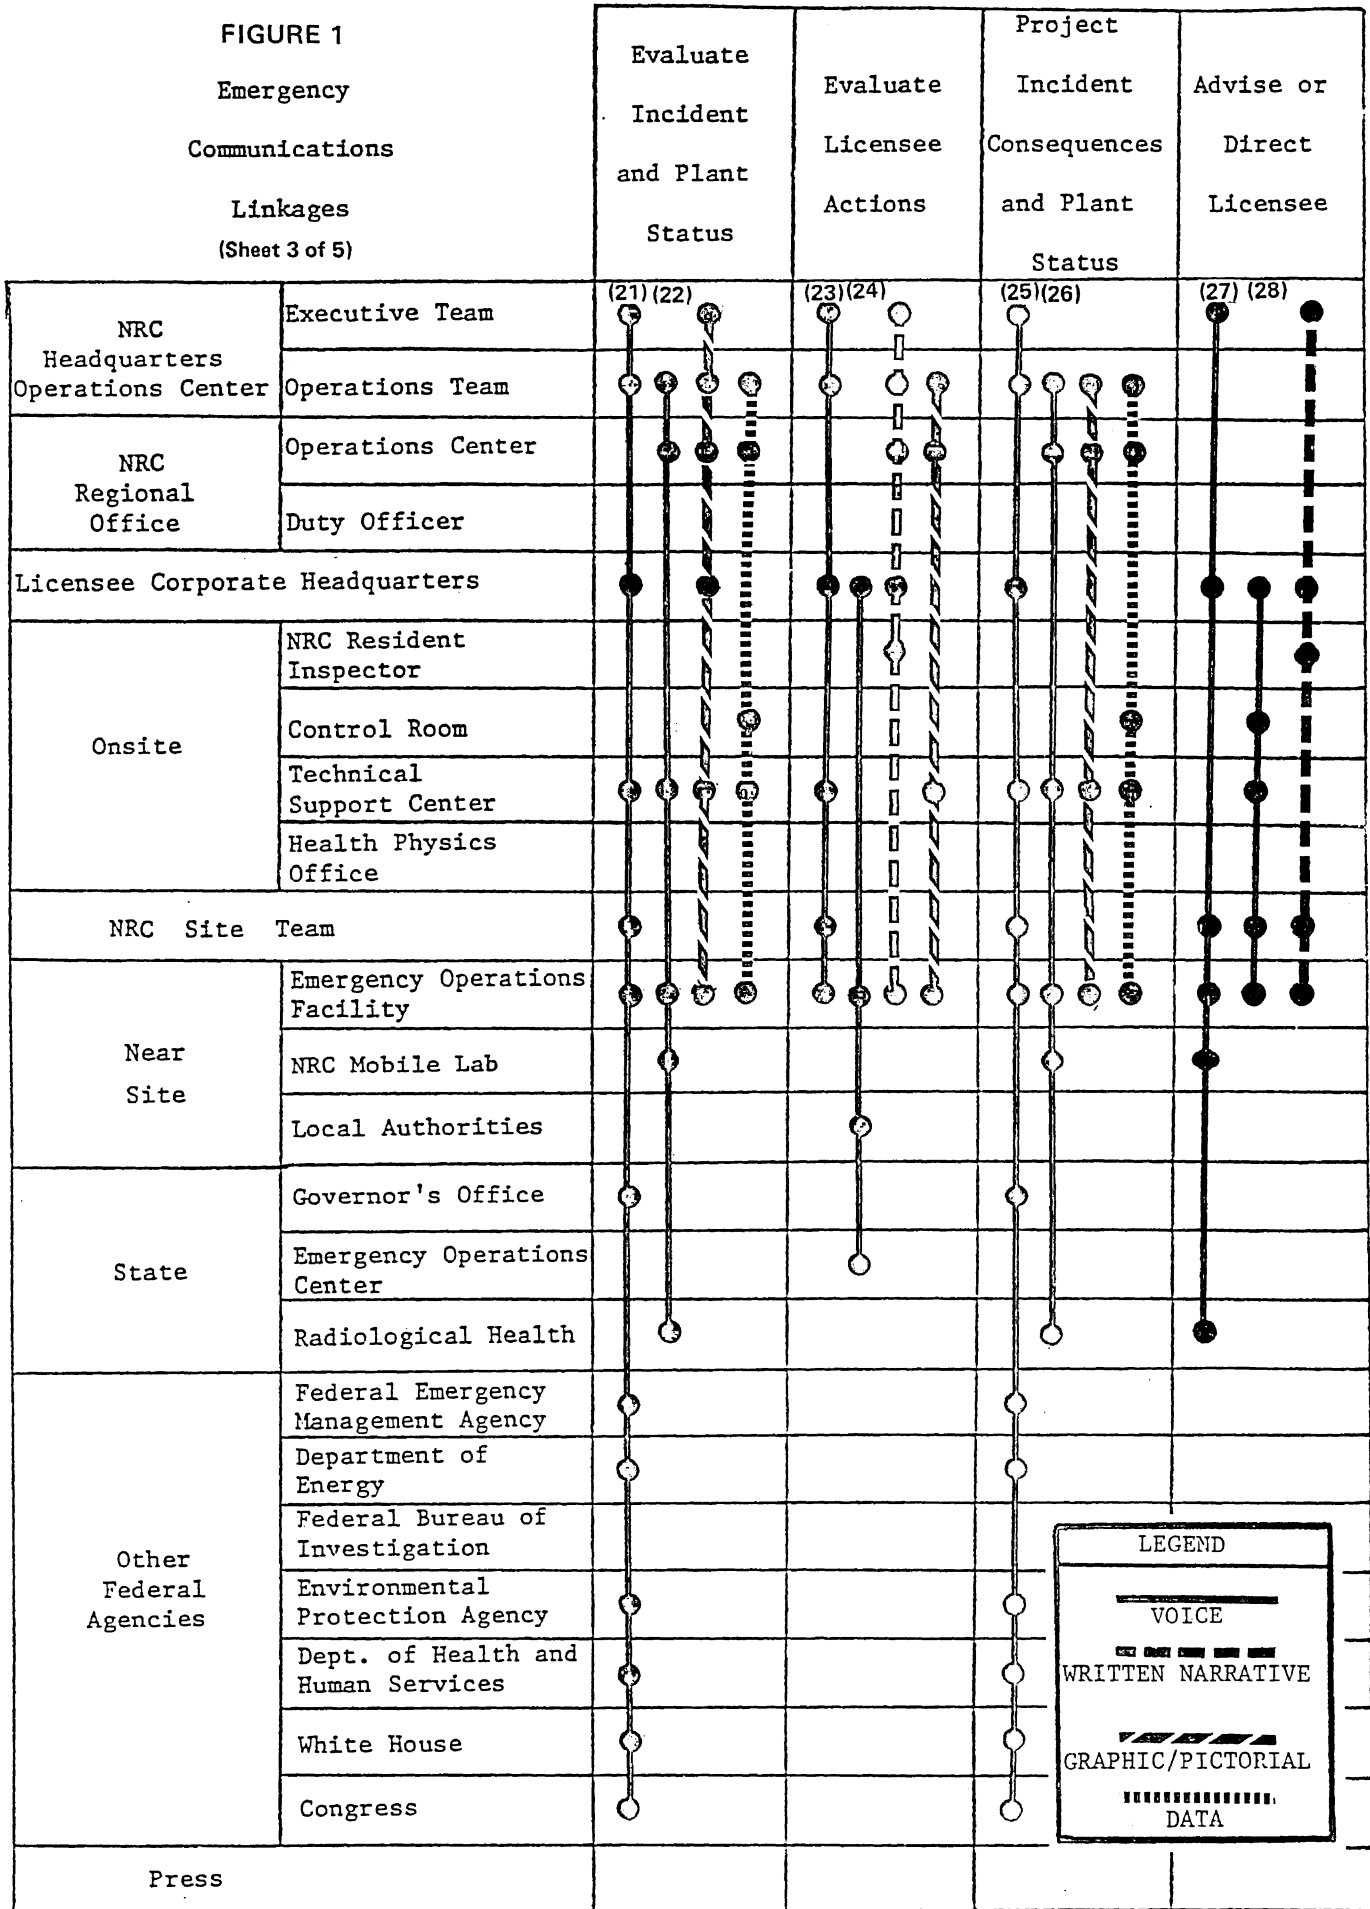 FIGURE 1
Emergency
Communications
Linkages
(Sheet 3 of 5)
Evaluate
Incident
and Plant
Status
Evaluate
Licensee
Actions
Project
Incident
Consequences
and Plant
Status
Advise or
Direct
Licensee
(21) (22)
(23) (24)
(25) (26)
(27) (28)
NRC
Headquarters
Operations Center
Executive Team
Operations Team
NRC
Regional
Office
Operations Center
Duty Officer
Licensee Corporate Headquarters
Onsite
NRC Resident
Inspector
Control Room
Technical
Support Center
Health Physics
Office
NRC Site Team
Near
Site
Emergency Operations
Facility
NRC Mobile Lab
Local Authorities
State
Governor's Office
Emergency Operations
Center
Radiological Health
Other
Federal
Agencies
Federal Emergency
Management Agency
Department of
Energy
Federal Bureau of
Investigation
Environmental
Protection Agency
Dept. of Health and
Human Services
White House
Congress
Press
LEGEND
VOICE
WRITTEN NARRATIVE
GRAPHIC/PICTORIAL
DATA